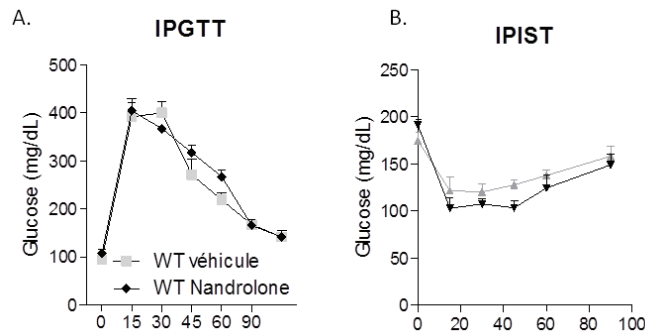 A.
IPGTT
Glucose (mg/dL)
500
400
300
200
100
0
WT véhicule
WT Nandrolone
0 15 30 45 60 90
B.
IPIST
Glucose (mg/dL)
250
200
150
100
50
0
0 20 40 60 80 100